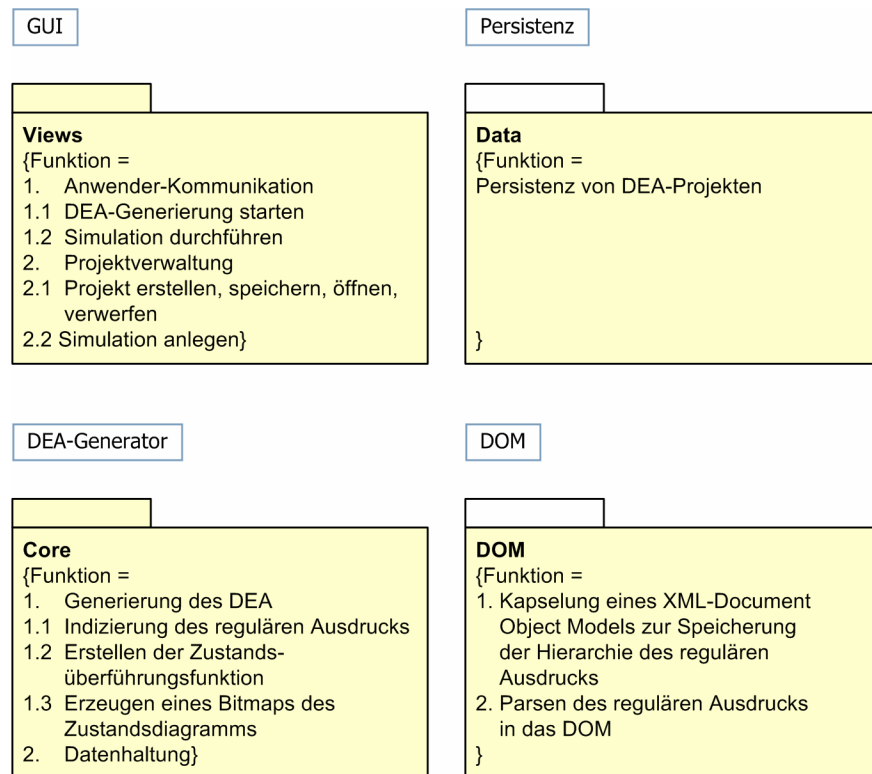 GUI
Views
{Funktion =
1. Anwender-Kommunikation
1.1 DEA-Generierung starten
1.2 Simulation durchführen
2. Projektverwaltung
2.1 Projekt erstellen, speichern, öffnen,
verwerfen
2.2 Simulation anlegen}
Persistenz
Data
{Funktion =
Persistenz von DEA-Projekten
}
DEA-Generator
Core
{Funktion =
1. Generierung des DEA
1.1 Indizierung des regulären Ausdrucks
1.2 Erstellen der Zustands-
überführungsfunktion
1.3 Erzeugen eines Bitmaps des
Zustandsdiagramms
2. Datenhaltung}
DOM
DOM
{Funktion =
1. Kapselung eines XML-Document
Object Models zur Speicherung
der Hierarchie des regulären
Ausdrucks
2. Parsen des regulären Ausdrucks
in das DOM
}